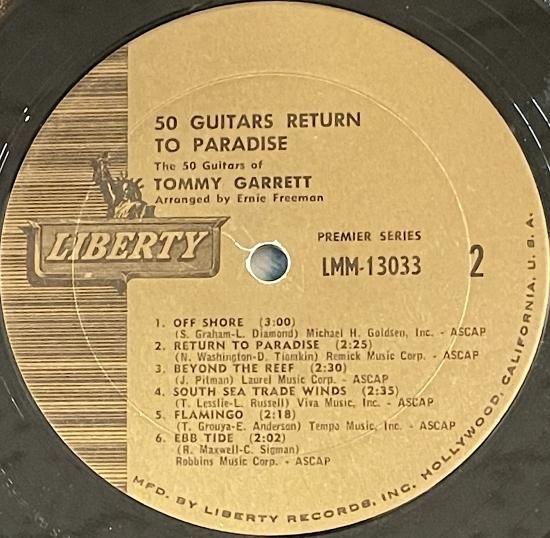 50 GUITARS RETURN
TO PARADISE
The 50 Guitars of
TOMMY GARRETT
Arranged by Ernie Freeman
LIBERTY
PREMIER SERIES
LMM-13033
2
1. OFF SHORE (3:00)
(S. Graham-L. Diamond) Michael H. Goldsen, Inc. - ASCAP
2. RETURN TO PARADISE (2:25)
(N. Washington-D. Tiomkin) Remick Music Corp. - ASCAP
3. BEYOND THE REEF (2:30)
(J. Pitman) Laurel Music Corp. - ASCAP
4. SOUTH SEA TRADE WINDS (2:35)
(T. Lesslie-L. Russell) Viva Music, Inc. - ASCAP
5. FLAMINGO (2:18)
(T. Grouya-E. Anderson) Tempo Music, Inc. - ASCAP
6. EBB TIDE (2:02)
(R. Maxwell-C. Sigman)
Robbins Music Corp. - ASCAP
MFD. BY LIBERTY RECORDS, INC. HOLLYWOOD, CALIFORNIA, U.S.A.